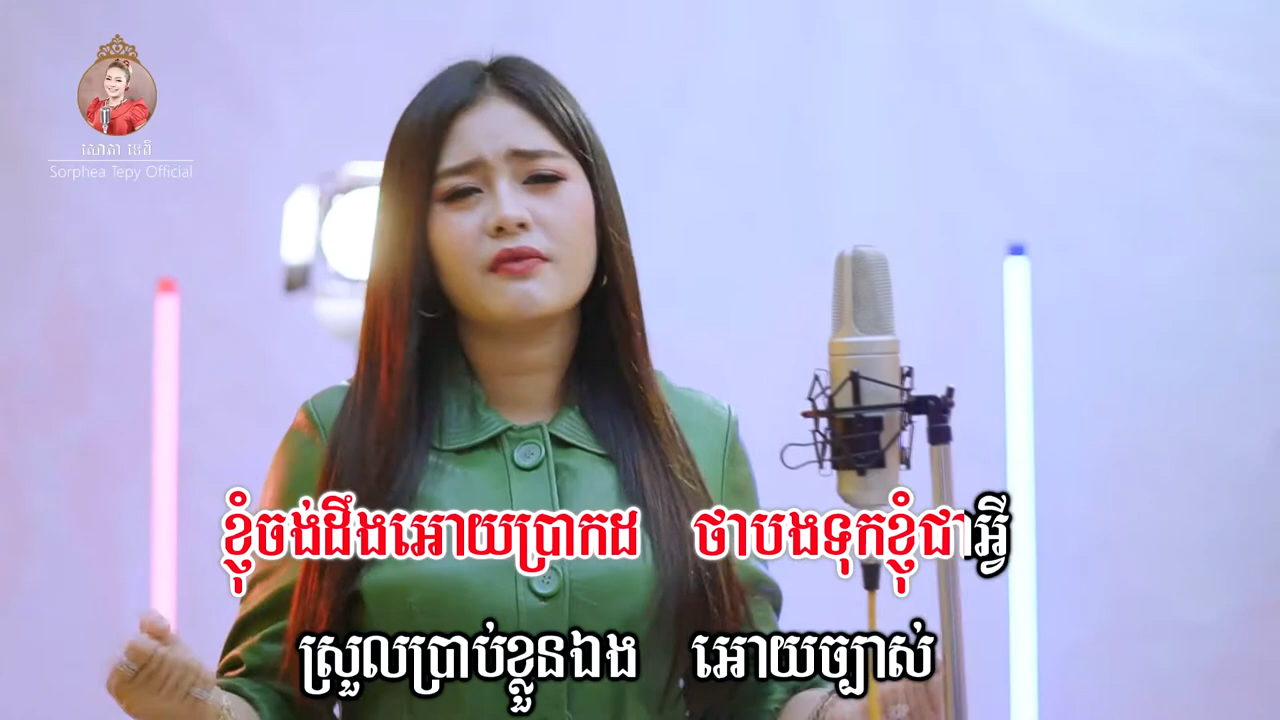 សោភា ទេពី
Sorphea Tepy Official
ខ្ញុំចង់ដឹងអោយប្រាកដ ថាបងទុកខ្ញុំជាអ្វី
ស្រួលប្រាប់ខ្លួនឯង អោយច្បាស់